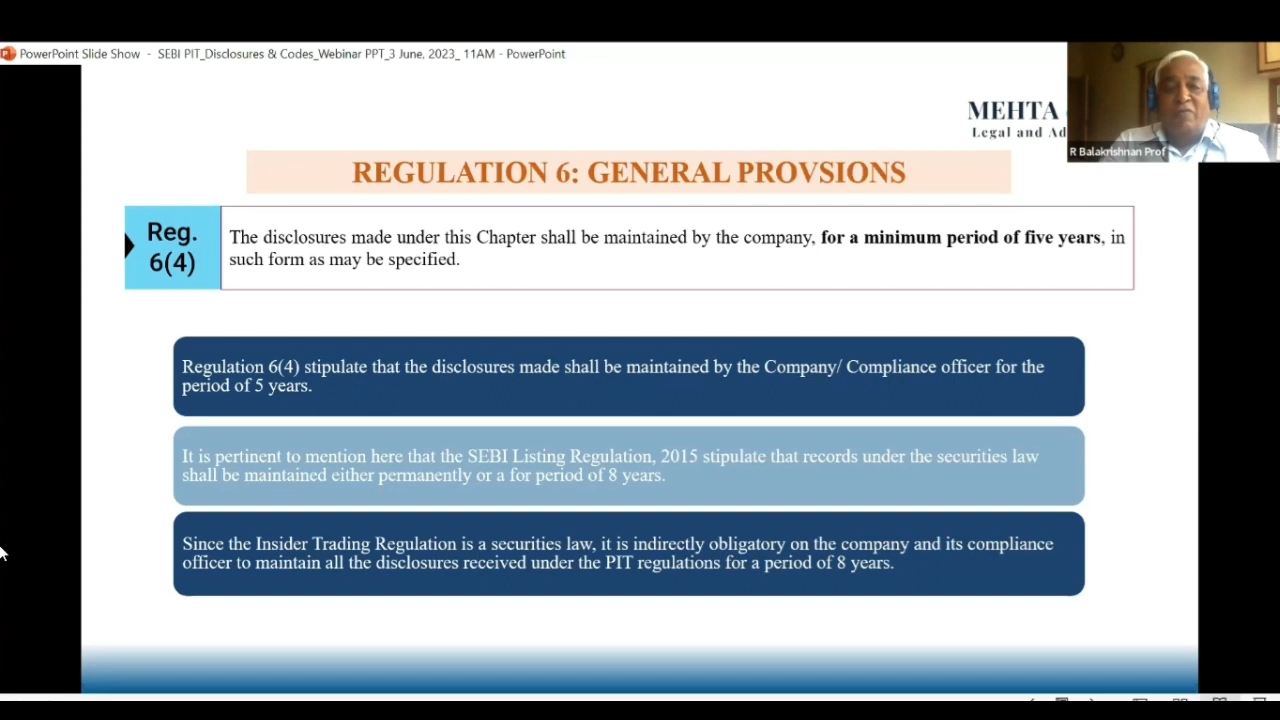 PowerPoint Slide Show - SEBI PIT_Disclosures & Codes_Webinar PPT_3 June, 2023_ 11AM - PowerPoint
MEHTA
Legal and Ad
R Balakrishnan Prof
REGULATION 6: GENERAL PROVSIONS
Reg.
6(4)
The disclosures made under this Chapter shall be maintained by the company, for a minimum period of five years, in
such form as may be specified.
Regulation 6(4) stipulate that the disclosures made shall be maintained by the Company/ Compliance officer for the
period of 5 years.
It is pertinent to mention here that the SEBI Listing Regulation, 2015 stipulate that records under the securities law
shall be maintained either permanently or a for period of 8 years.
Since the Insider Trading Regulation is a securities law, it is indirectly obligatory on the company and its compliance
officer to maintain all the disclosures received under the PIT regulations for a period of 8 years.